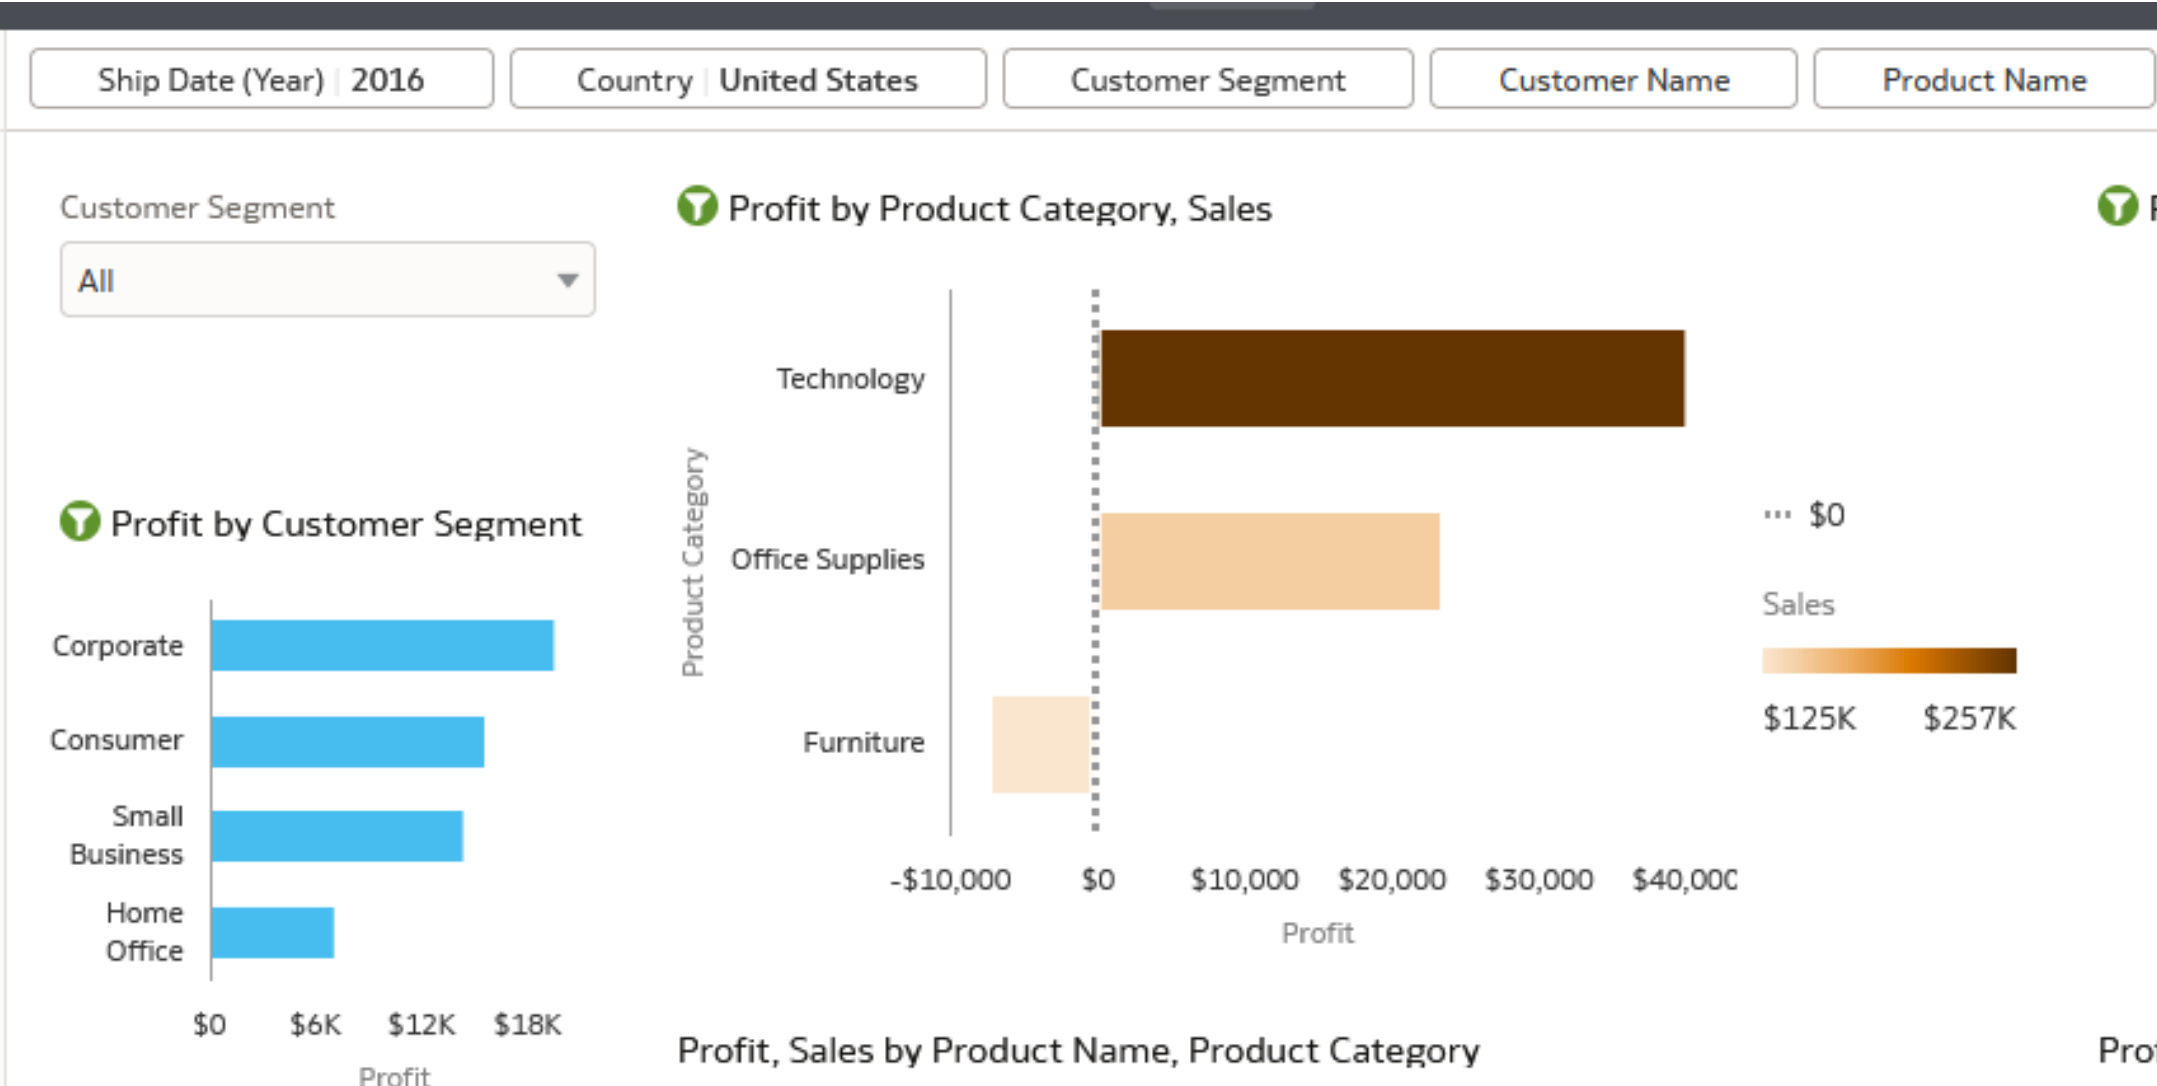 Ship Date (Year) 2016
Country United States
Customer Segment
Customer Name
Product Name
Customer Segment
All
Profit by Customer Segment
Corporate
Consumer
Small
Business
Home
Office
$0 $6K $12K $18K
Profit
Profit by Product Category, Sales
Product Category
Technology
Office Supplies
Furniture
-$10,000 $0 $10,000 $20,000 $30,000 $40,000
Profit
$0
Sales
$125K $257K
Profit, Sales by Product Name, Product Category